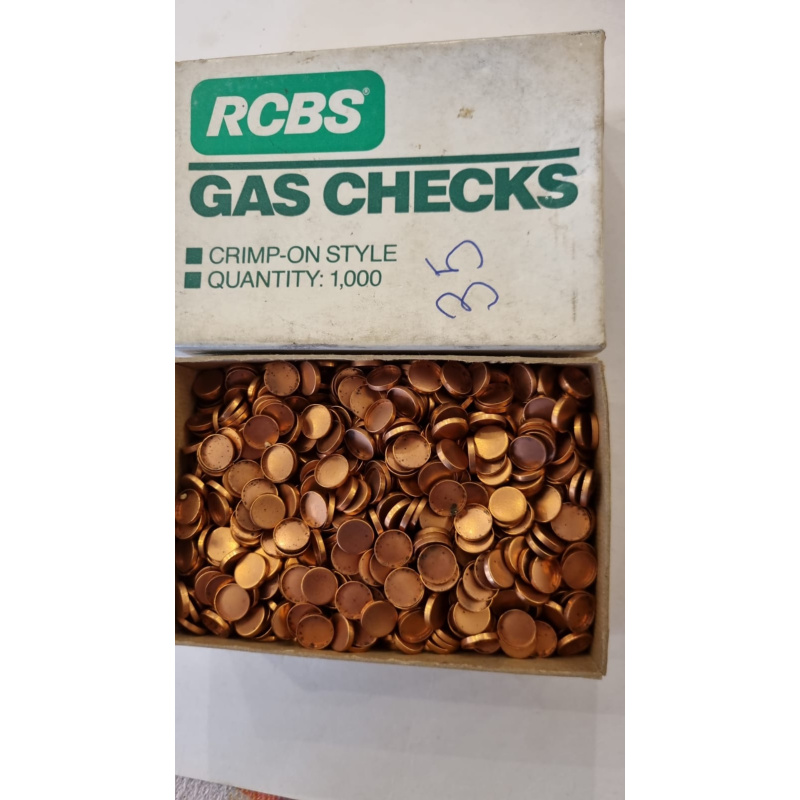 RCBS®
GAS CHECKS
■ CRIMP-ON STYLE
■ QUANTITY: 1,000
35